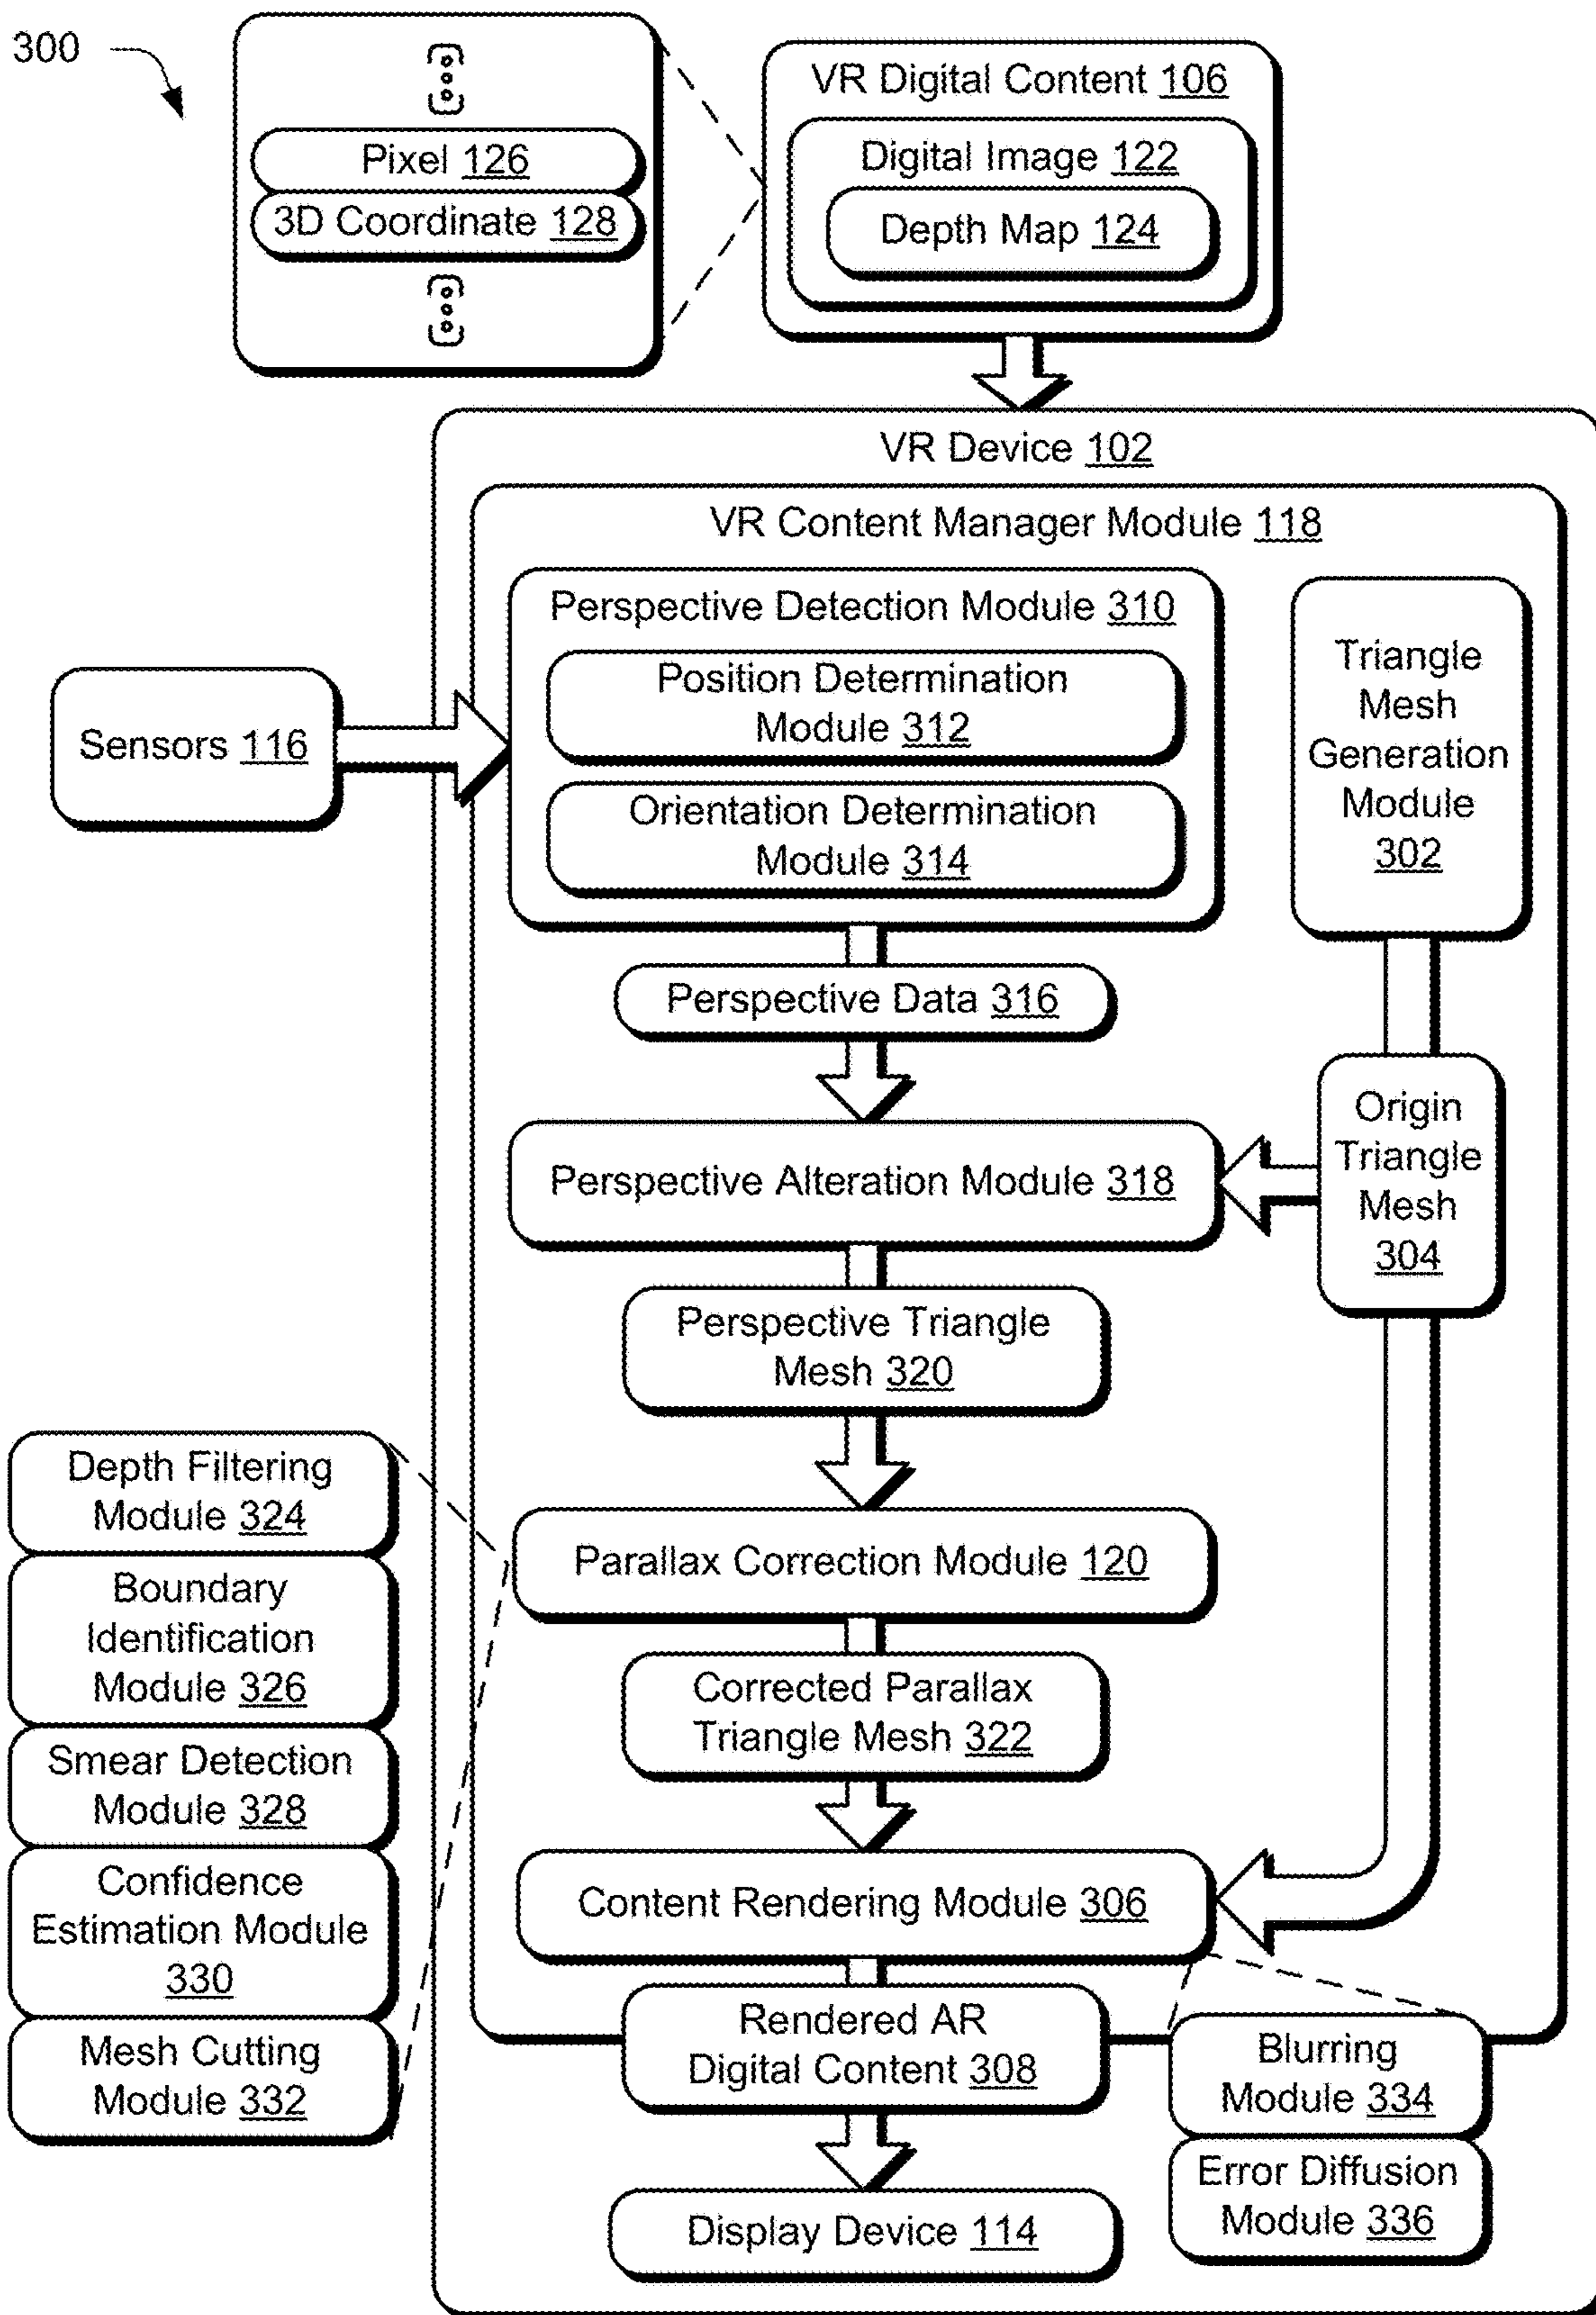 300
Pixel 126
3D Coordinate 128
VR Digital Content 106
Digital Image 122
Depth Map 124
VR Device 102
VR Content Manager Module 118
Sensors 116
Perspective Detection Module 310
Position Determination
Module 312
Orientation Determination
Module 314
Triangle
Mesh
Generation
Module
302
Perspective Data 316
Origin
Triangle
Mesh
304
Perspective Alteration Module 318
Perspective Triangle
Mesh 320
Depth Filtering
Module 324
Boundary
Identification
Module 326
Smear Detection
Module 328
Confidence
Estimation Module
330
Mesh Cutting
Module 332
Parallax Correction Module 120
Corrected Parallax
Triangle Mesh 322
Content Rendering Module 306
Rendered AR
Digital Content 308
Blurring
Module 334
Error Diffusion
Module 336
Display Device 114